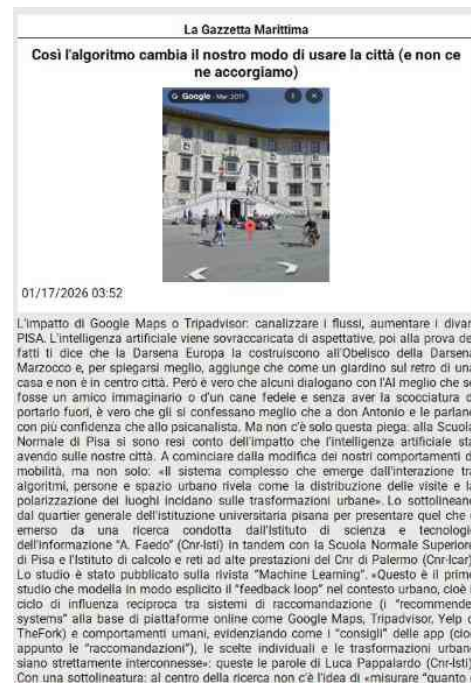 La Gazzetta Marittima
Così l'algoritmo cambia il nostro modo di usare la città (e non ce
ne accorgiamo)
Google - Mar 2011
01/17/2026 03:52
L'impatto di Google Maps o Tripadvisor: canalizzare i flussi, aumentare i divar
PISA. L'intelligenza artificiale viene sovraccaricata di aspettative, poi alla prova de
fatti ti dice che la Darsena Europa la costruiscono all'Obelisco della Darsena
Marzocco e, per spiegarsi meglio, aggiunge che come un giardino sul retro di una
casa e non è in centro città. Però è vero che alcuni dialogano con l'AI meglio che s
fosse un amico immaginario o d'un cane fedele e senza aver la scocciatura d
portarlo fuori, è vero che gli si confessano meglio che a don Antonio e le parlano
con più confidenza che allo psicanalista. Ma non c'è solo questa piega: alla Scuola
Normale di Pisa si sono resi conto dell'impatto che l'intelligenza artificiale sta
avendo sulle nostre città. A cominciare dalla modifica dei nostri comportamenti d
mobilità, ma non solo: «Il sistema complesso che emerge dall'interazione tra
algoritmi, persone e spazio urbano rivela come la distribuzione delle visite e la
polarizzazione dei luoghi incidano sulle trasformazioni urbane». Lo sottolineano
dal quartier generale dell'istituzione universitaria pisana per presentare quel che
emerso da una ricerca condotta dall'Istituto di scienza e tecnologie
dell'Informazione "A. Faedo" (Cnr-Isti) in tandem con la Scuola Normale Superiore
di Pisa e l'Istituto di calcolo e reti ad alte prestazioni del Cnr di Palermo (Cnr-Icar)
Lo studio è stato pubblicato sulla rivista "Machine Learning". «Questo è il primo
studio che modella in modo esplicito il "feedback loop" nel contesto urbano, cioè i
ciclo di influenza reciproca tra sistemi di raccomandazione (i "recommende
systems" alla base di piattaforme online come Google Maps, Tripadvisor, Yelp o
TheFork) e comportamenti umani, evidenziando come i "consigli" delle app (cioè
appunto le "raccomandazioni"), le scelte individuali e le trasformazioni urbane
siano strettamente interconnesse»: queste le parole di Luca Pappalardo (Cnr-Isti)
Con una sottolineatura: al centro della ricerca non c'è l'idea di «misurare "quanto